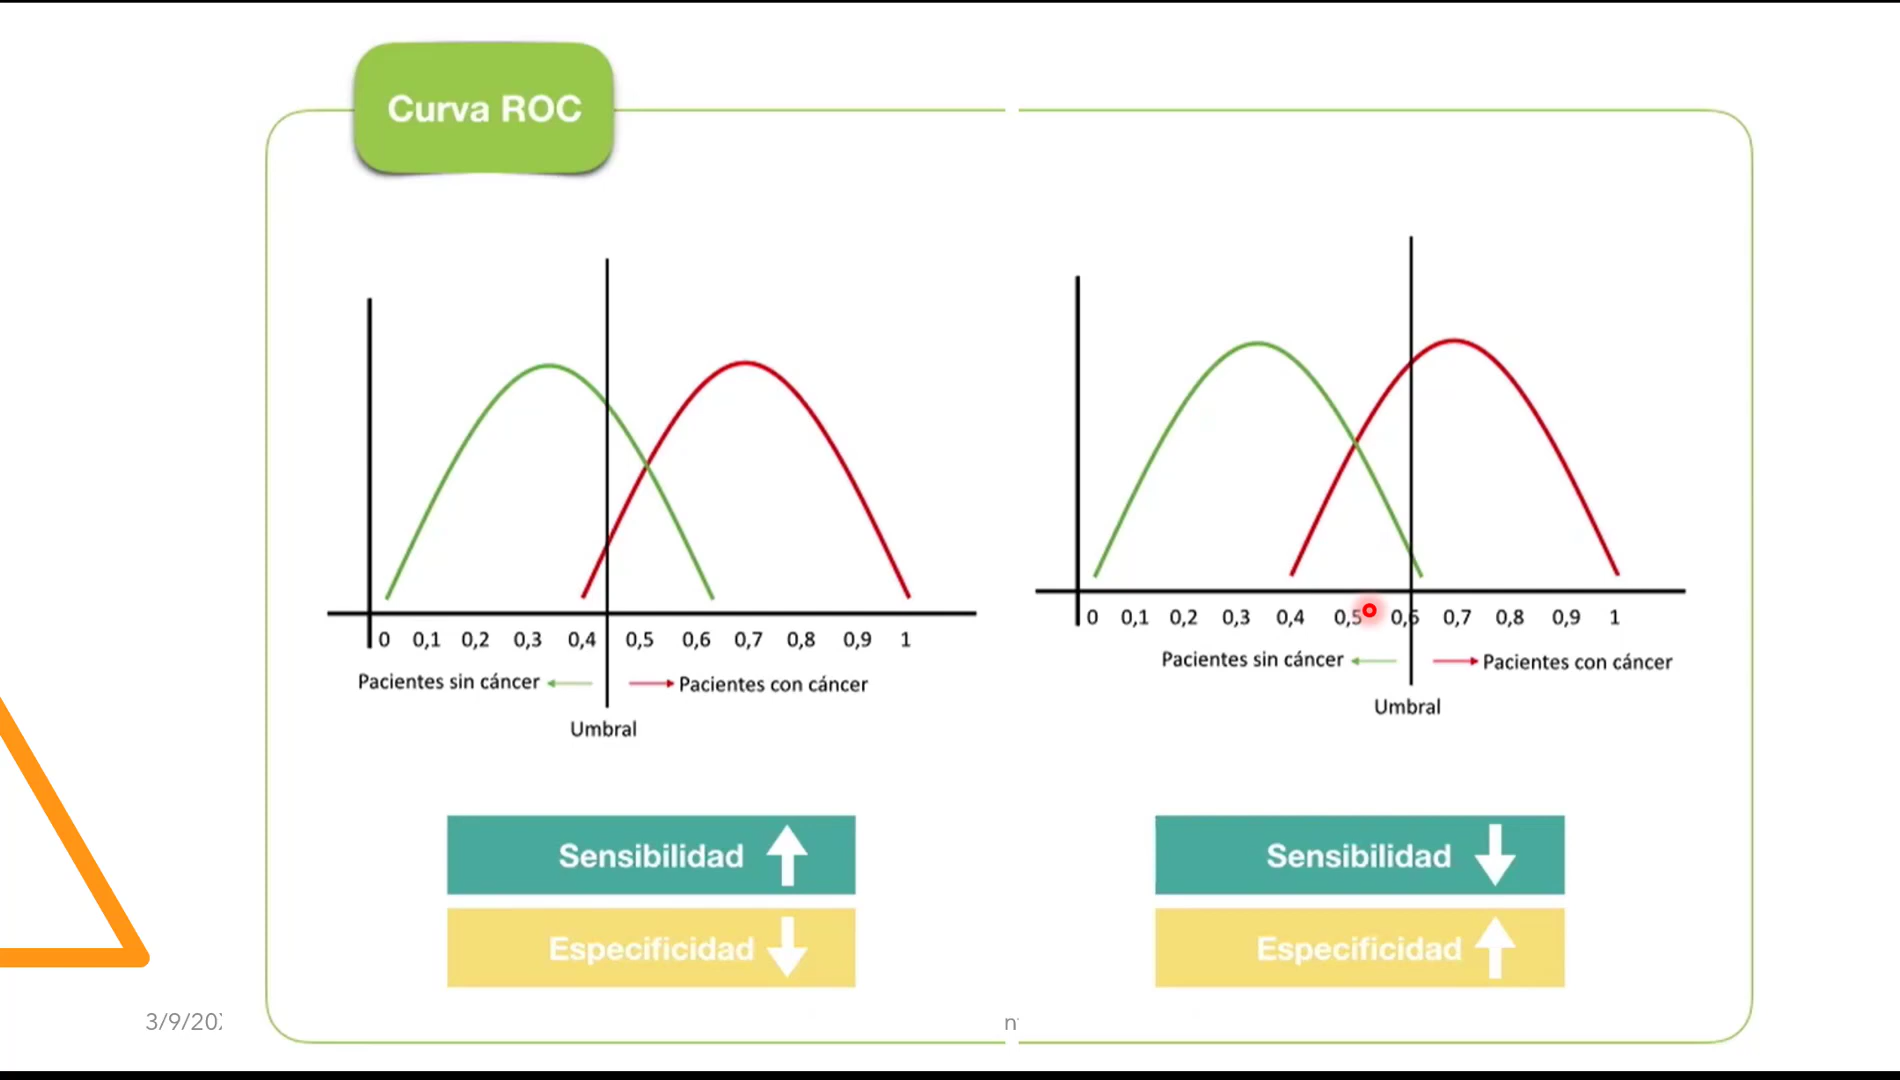 Curva ROC
0 0,1 0,2 0,3 0,4 0,5 0,6 0,7 0,8 0,9 1
Pacientes sin cáncer
Pacientes con cáncer
Umbral
Sensibilidad
Especificidad
0 0,1 0,2 0,3 0,4 0,5 0,6 0,7 0,8 0,9 1
Pacientes sin cáncer
Pacientes con cáncer
Umbral
Sensibilidad
Especificidad
3/9/20
n